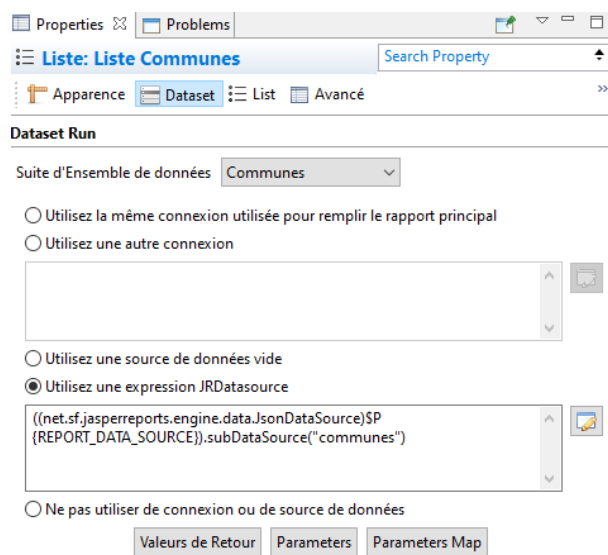 Properties Problems
Liste: Liste Communes Search Property
Apparence Dataset List Avancé »
Dataset Run
Suite d'Ensemble de données Communes
Utilisez la même connexion utilisée pour remplir le rapport principal
Utilisez une autre connexion
Utilisez une source de données vide
Utilisez une expression JRDatasource
((net.sf.jasperreports.engine.data.JsonDataSource)$P
{REPORT_DATA_SOURCE}).subDataSource("communes")
Ne pas utiliser de connexion ou de source de données
Valeurs de Retour Parameters Parameters Map